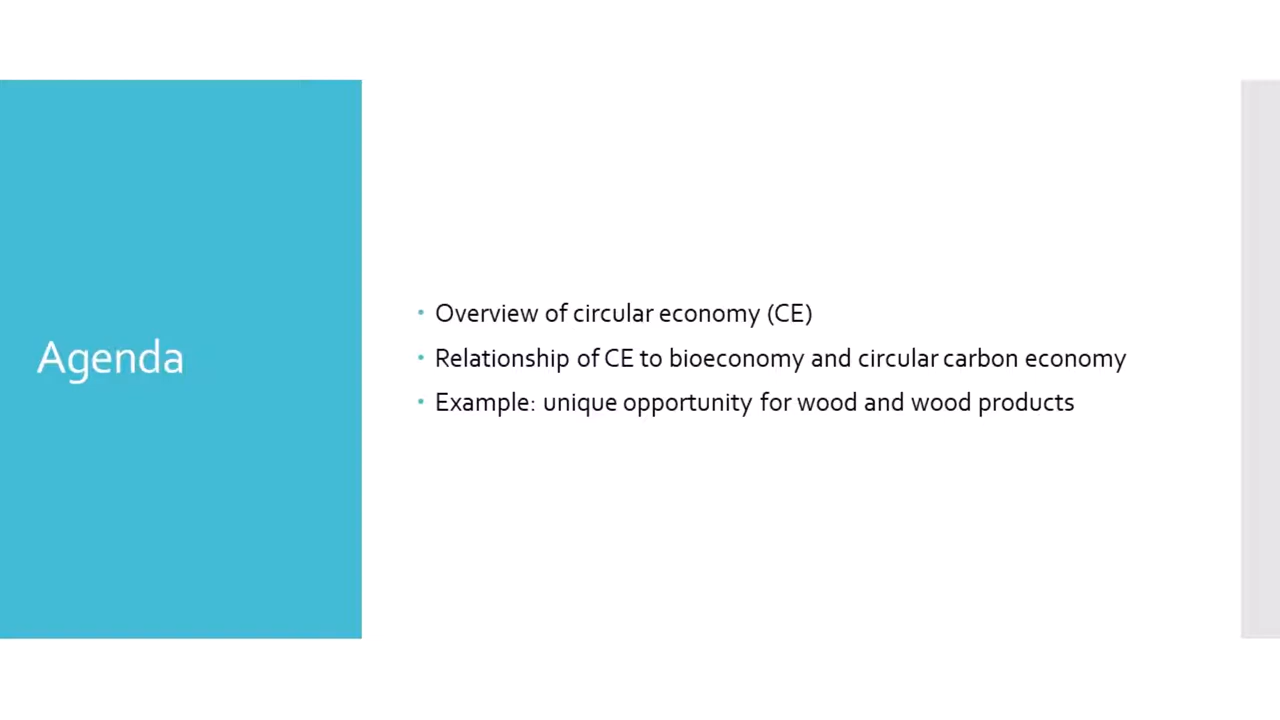 Agenda
• Overview of circular economy (CE)
• Relationship of CE to bioeconomy and circular carbon economy
• Example: unique opportunity for wood and wood products